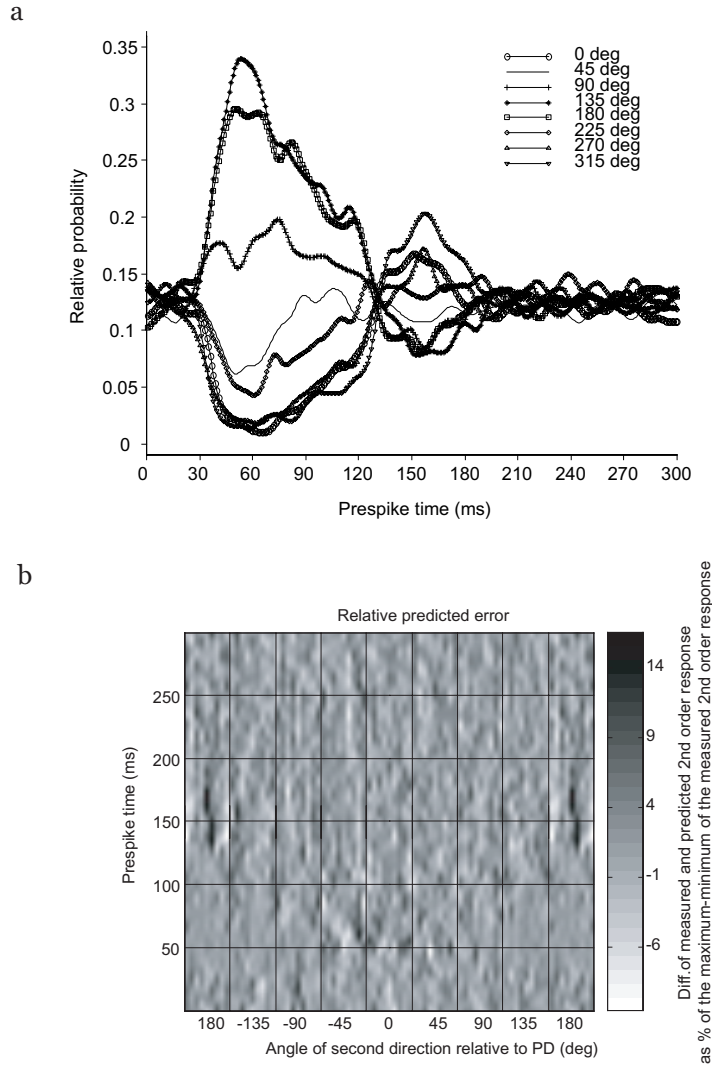 a
0.35
0.3
0.25
0.2
0.15
0.1
0.05
0
Relative probability
0 deg
45 deg
90 deg
135 deg
180 deg
225 deg
270 deg
315 deg
0 30 60 90 120 150 180 210 240 270 300
Prespike time (ms)
b
Relative predicted error
250
200
150
100
50
Prespike time (ms)
180 -135 -90 -45 0 45 90 135 180
Angle of second direction relative to PD (deg)
14
9
4
-1
-6
Diff.of measured and predicted 2nd order response
as % of the maximum-minimum of the measured 2nd order response